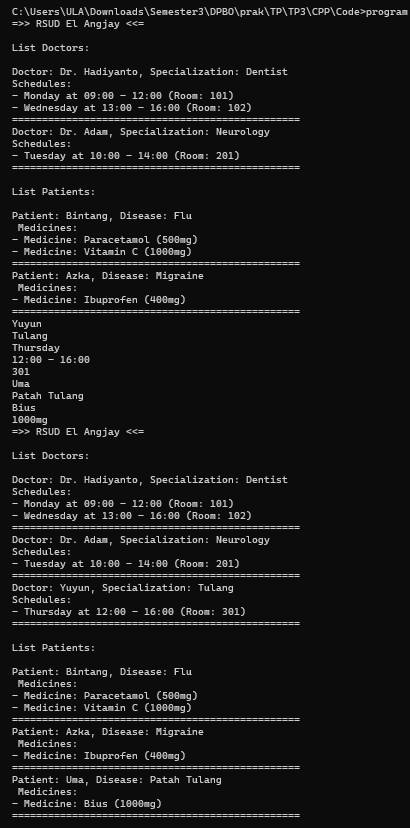 C:\Users\ULA\Downloads\Semester3\DPBO\prak\TP\TP3\CPP\Code>program
=>> RSUD El Angjay <<=
List Doctors:
Doctor: Dr. Hadiyanto, Specialization: Dentist
Schedules:
- Monday at 09:00 - 12:00 (Room: 101)
- Wednesday at 13:00 - 16:00 (Room: 102)
================================================
Doctor: Dr. Adam, Specialization: Neurology
Schedules:
- Tuesday at 10:00 - 14:00 (Room: 201)
================================================
List Patients:
Patient: Bintang, Disease: Flu
 Medicines:
- Medicine: Paracetamol (500mg)
- Medicine: Vitamin C (1000mg)
================================================
Patient: Azka, Disease: Migraine
 Medicines:
- Medicine: Ibuprofen (400mg)
================================================
Yuyun
Tulang
Thursday
12:00 - 16:00
301
Uma
Patah Tulang
Bius
1000mg
=>> RSUD El Angjay <<=
List Doctors:
Doctor: Dr. Hadiyanto, Specialization: Dentist
Schedules:
- Monday at 09:00 - 12:00 (Room: 101)
- Wednesday at 13:00 - 16:00 (Room: 102)
================================================
Doctor: Dr. Adam, Specialization: Neurology
Schedules:
- Tuesday at 10:00 - 14:00 (Room: 201)
================================================
Doctor: Yuyun, Specialization: Tulang
Schedules:
- Thursday at 12:00 - 16:00 (Room: 301)
================================================
List Patients:
Patient: Bintang, Disease: Flu
 Medicines:
- Medicine: Paracetamol (500mg)
- Medicine: Vitamin C (1000mg)
================================================
Patient: Azka, Disease: Migraine
 Medicines:
- Medicine: Ibuprofen (400mg)
================================================
Patient: Uma, Disease: Patah Tulang
 Medicines:
- Medicine: Bius (1000mg)
================================================